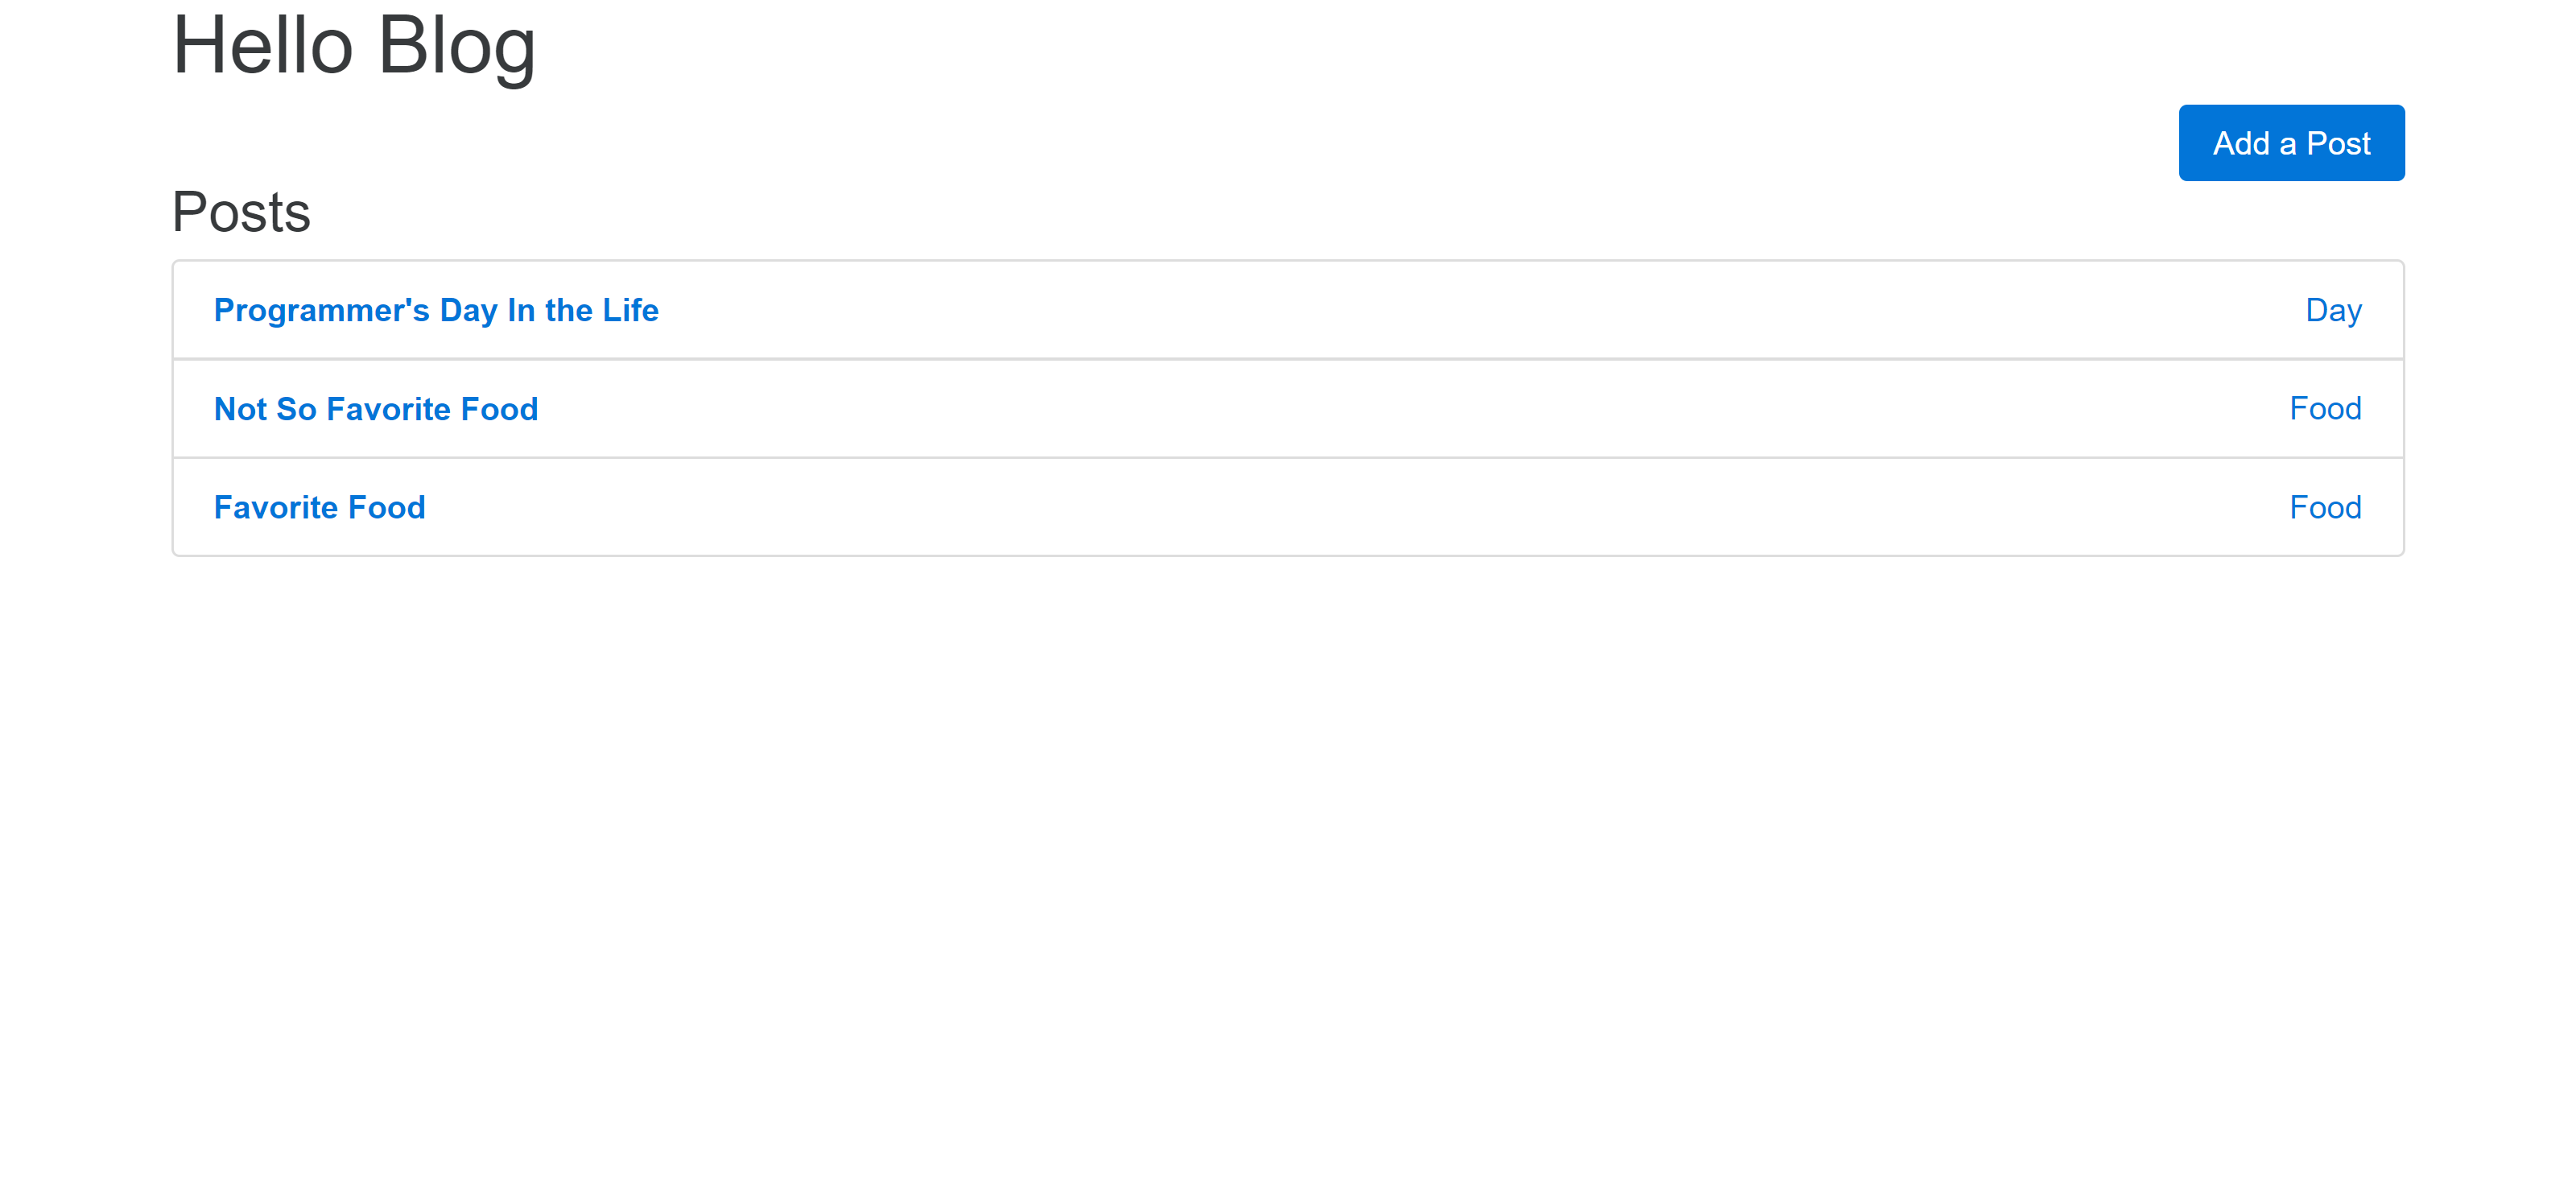 Hello Blog
Add a Post
Posts
Programmer's Day In the Life Day
Not So Favorite Food Food
Favorite Food Food